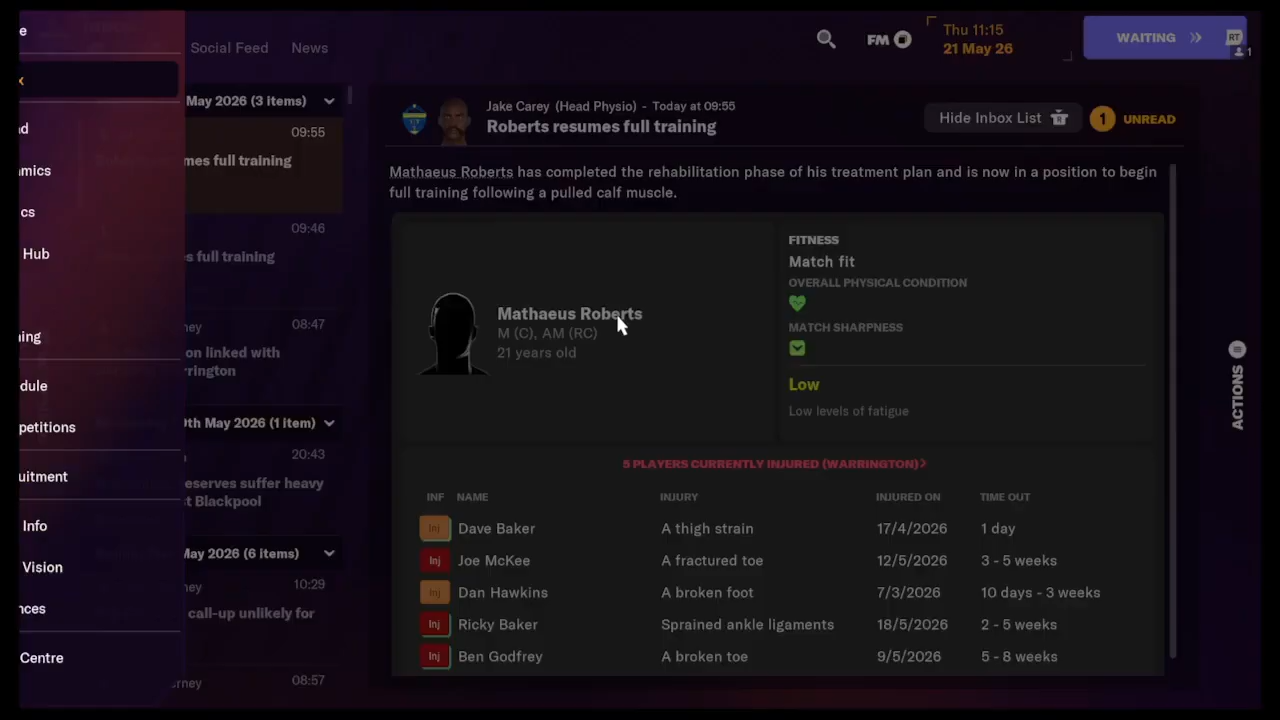 e
Social Feed
News
FM
Thu 11:15
21 May 26
WAITING
RT
1
May 2026 (3 items)
09:55
mes full training
09:46
s full training
ney
08:47
on linked with
rrington
0th May 2026 (1 item)
20:43
eserves suffer heavy
t Blackpool
May 2026 (6 items)
ney
10:29
call-up unlikely for
rney
08:57
ad
mics
cs
Hub
ing
dule
petitions
uitment
Info
Vision
nces
Centre
Jake Carey (Head Physio) - Today at 09:55
Roberts resumes full training
Hide Inbox List
1 UNREAD
Mathaeus Roberts has completed the rehabilitation phase of his treatment plan and is now in a position to begin
full training following a pulled calf muscle.
Mathaeus Roberts
M (C), AM (RC)
21 years old
FITNESS
Match fit
OVERALL PHYSICAL CONDITION
MATCH SHARPNESS
Low
Low levels of fatigue
5 PLAYERS CURRENTLY INJURED (WARRINGTON)>
INF NAME INJURY INJURED ON TIME OUT
Inj Dave Baker A thigh strain 17/4/2026 1 day
Inj Joe McKee A fractured toe 12/5/2026 3 - 5 weeks
Inj Dan Hawkins A broken foot 7/3/2026 10 days - 3 weeks
Inj Ricky Baker Sprained ankle ligaments 18/5/2026 2 - 5 weeks
Inj Ben Godfrey A broken toe 9/5/2026 5 - 8 weeks
ACTIONS